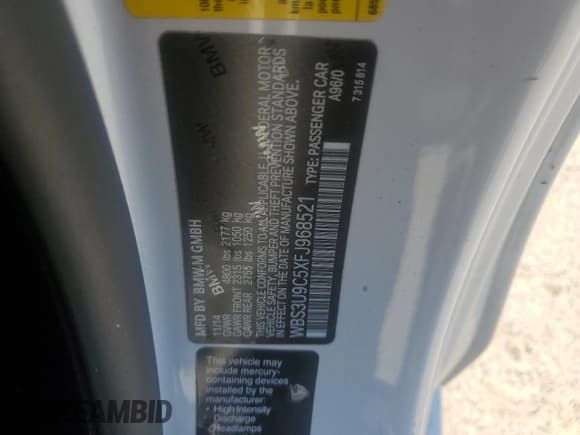 MFD BY BMW M GMBH
11/14
GVWR 4800 lbs 2177 kg
GAWR FRONT 2315 lbs 1050 kg
GAWR REAR 2755 lbs 1250 kg
THIS VEHICLE CONFORMS TO ALL APPLICABLE FEDERAL MOTOR
VEHICLE SAFETY, BUMPER AND THEFT PREVENTION STANDARDS
IN EFFECT ON THE DATE OF MANUFACTURE SHOWN ABOVE.
WBS3U9C5XFJ968521 TYPE: PASSENGER CAR
A96/0
7 315 814
BMW
This vehicle may
include mercury-
containing devices
installed by the
manufacturer:
• High Intensity
Discharge
Headlamps